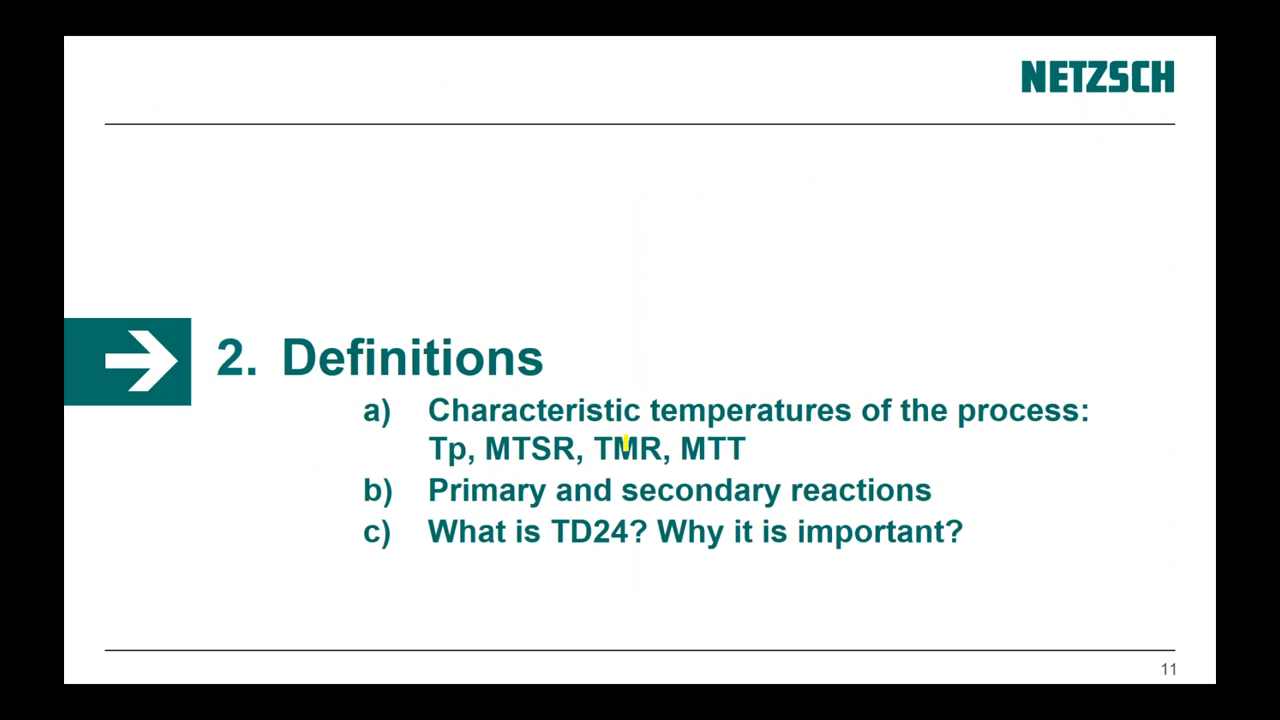 NETZSCH
2. Definitions
a) Characteristic temperatures of the process:
Tp, MTSR, TMR, MTT
b) Primary and secondary reactions
c) What is TD24? Why it is important?
11